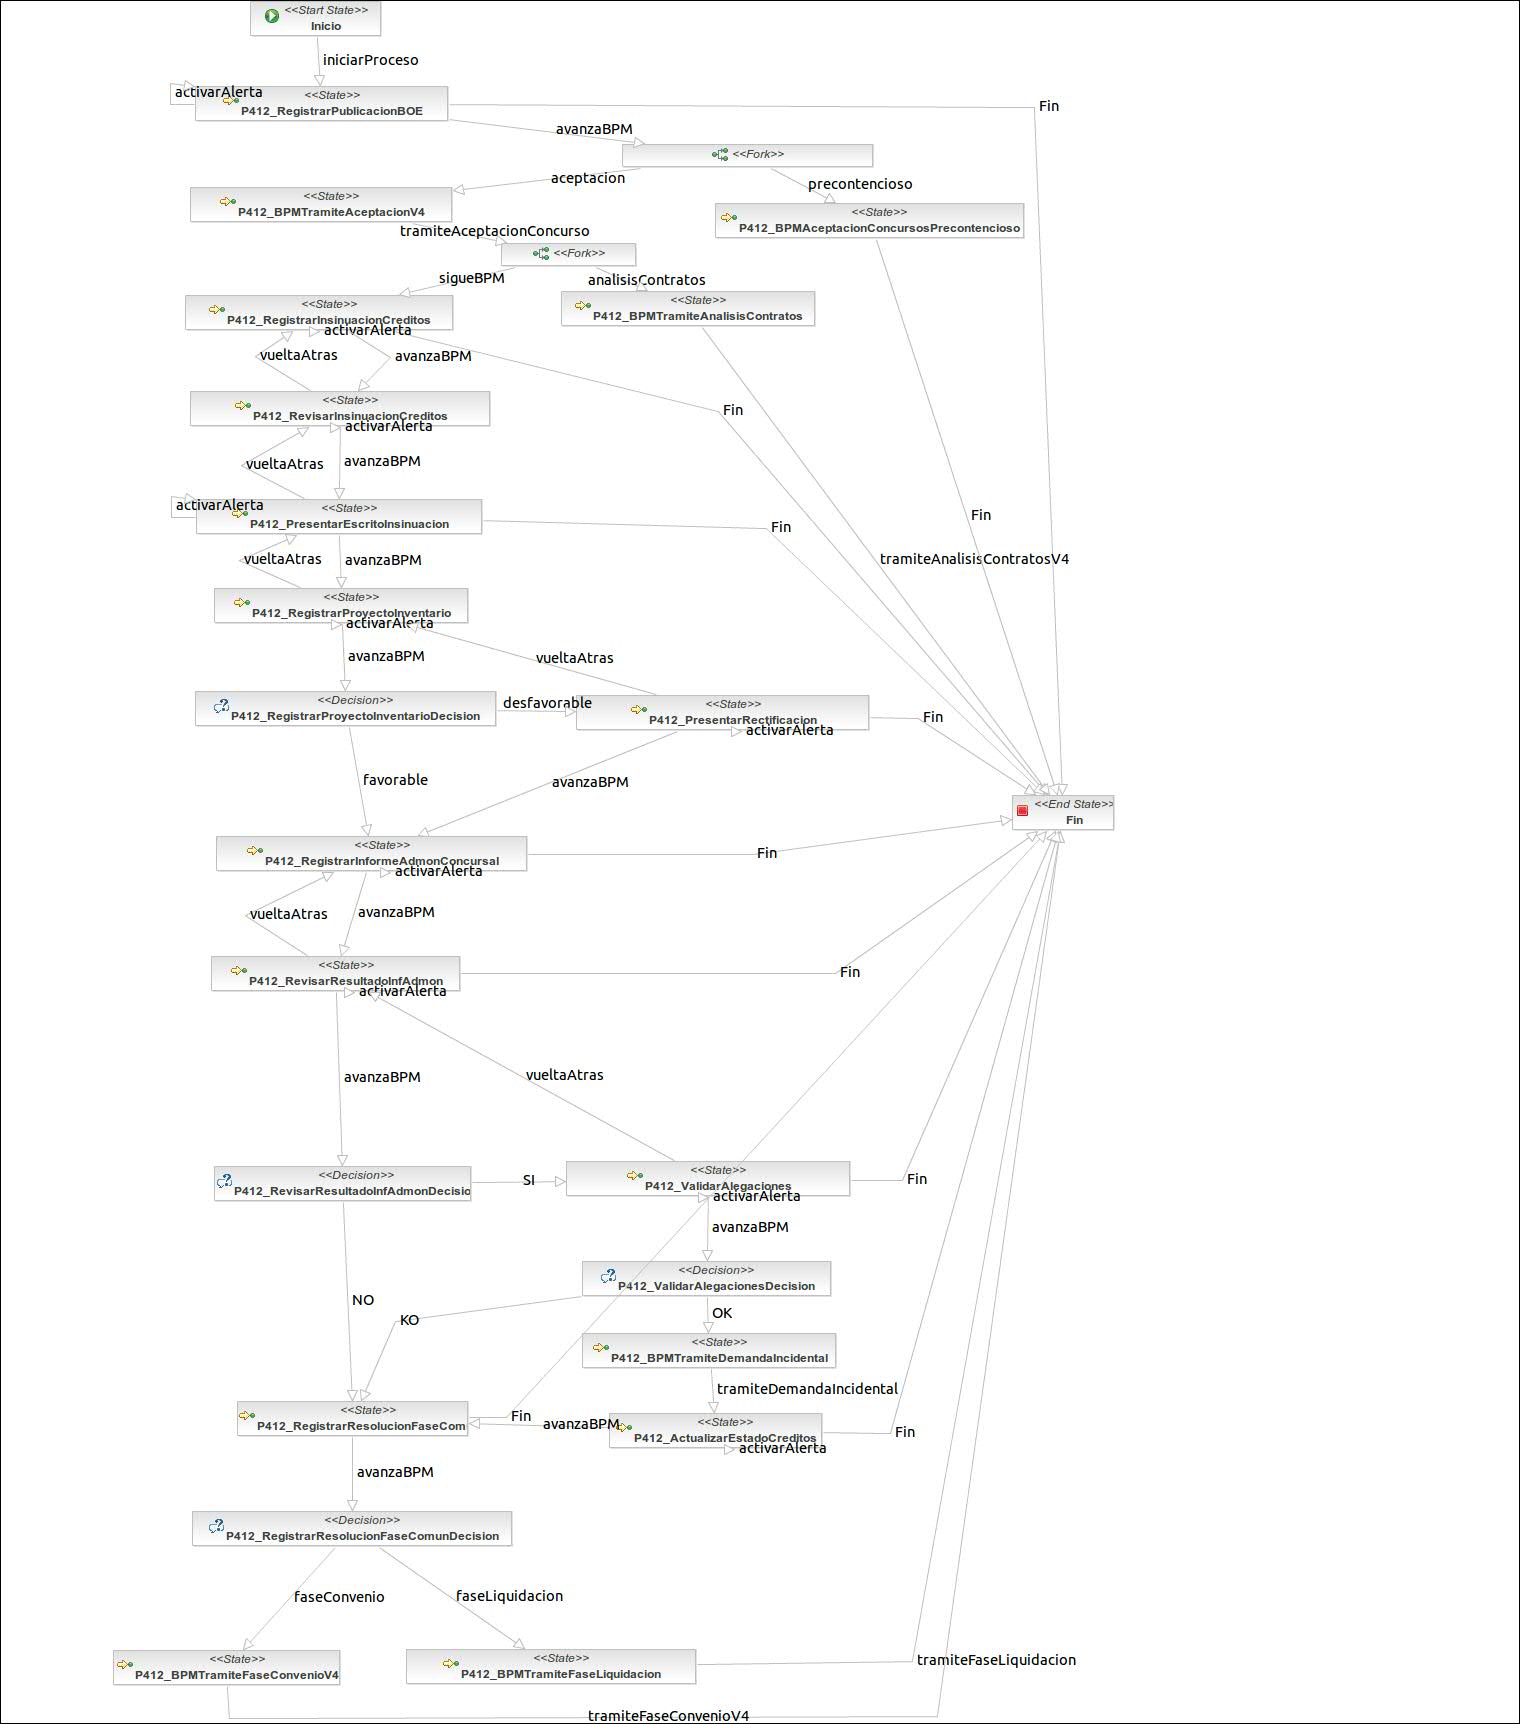 <<Start State>>
Inicio
iniciarProceso
activarAlerta
<<State>>
P412_RegistrarPublicacionBOE
Fin
avanzaBPM
<<Fork>>
aceptacion
precontencioso
<<State>>
P412_BPMTramiteAceptacionV4
<<State>>
P412_BPMAceptacionConcursosPrecontencioso
tramiteAceptacionConcurso
<<Fork>>
sigueBPM
analisisContratos
<<State>>
P412_RegistrarInsinuacionCreditos
activarAlerta
<<State>>
P412_BPMTramiteAnalisisContratos
vueltaAtras
avanzaBPM
<<State>>
P412_RevisarInsinuacionCreditos
activarAlerta
Fin
vueltaAtras
avanzaBPM
activarAlerta
<<State>>
P412_PresentarEscritoInsinuacion
Fin
Fin
vueltaAtras
avanzaBPM
tramiteAnalisisContratosV4
<<State>>
P412_RegistrarProyectoInventario
activarAlerta
avanzaBPM
vueltaAtras
<<Decision>>
P412_RegistrarProyectoInventarioDecision
desfavorable
<<State>>
P412_PresentarRectificacion
activarAlerta
Fin
favorable
avanzaBPM
<<End State>>
Fin
<<State>>
P412_RegistrarInformeAdmonConcursal
activarAlerta
Fin
vueltaAtras
avanzaBPM
<<State>>
P412_RevisarResultadoInfAdmon
activarAlerta
Fin
avanzaBPM
vueltaAtras
<<Decision>>
P412_RevisarResultadoInfAdmonDecisio
SI
<<State>>
P412_ValidarAlegaciones
activarAlerta
Fin
avanzaBPM
<<Decision>>
P412_ValidarAlegacionesDecision
NO
KO
OK
<<State>>
P412_BPMTramiteDemandaIncidental
tramiteDemandaIncidental
<<State>>
P412_RegistrarResolucionFaseCom
Fin
avanzaBPM
<<State>>
P412_ActualizarEstadoCreditos
activarAlerta
Fin
avanzaBPM
<<Decision>>
P412_RegistrarResolucionFaseComunDecision
faseConvenio
faseLiquidacion
<<State>>
P412_BPMTramiteFaseConvenioV4
<<State>>
P412_BPMTramiteFaseLiquidacion
tramiteFaseLiquidacion
tramiteFaseConvenioV4